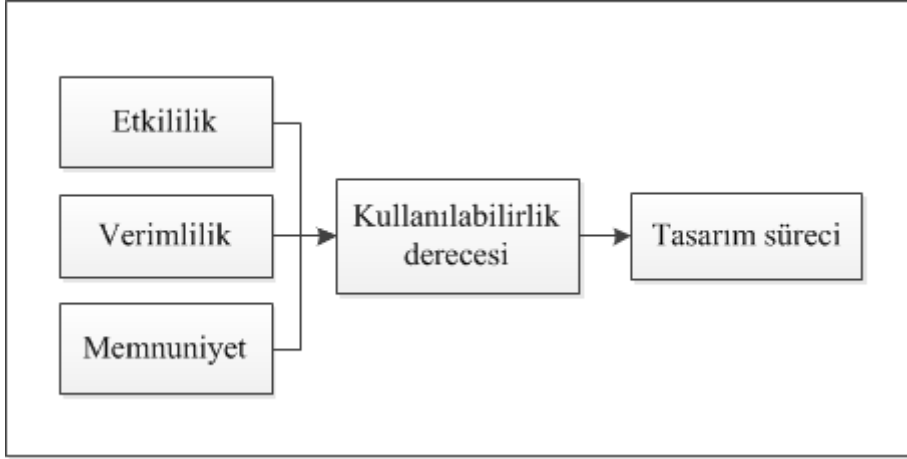 Etkililik
Verimlilik
Memnuniyet
Kullanılabilirlik
derecesi
Tasarım süreci